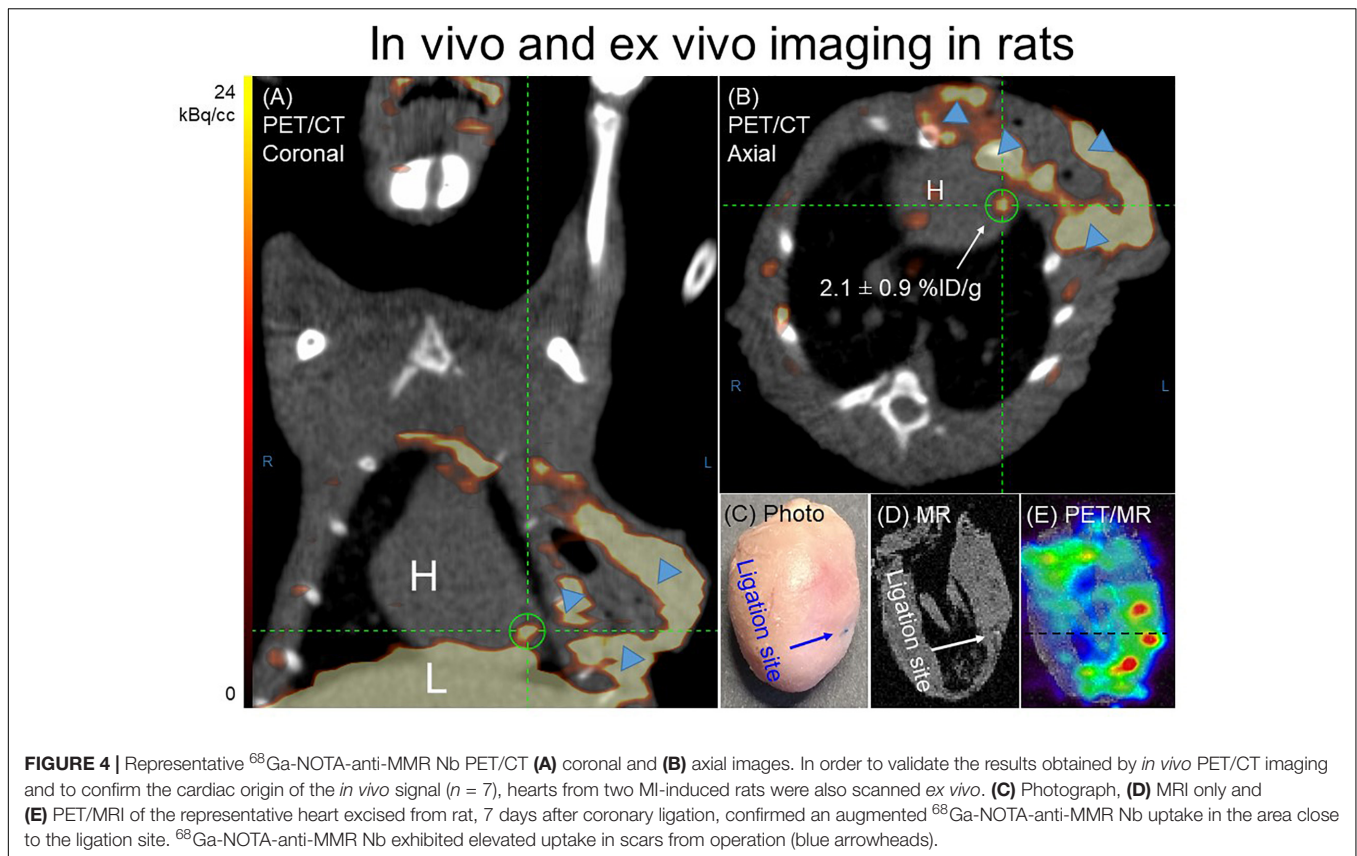 In vivo and ex vivo imaging in rats
24
kBq/cc
0
(A)
PET/CT
Coronal
R
L
H
L
(B)
PET/CT
Axial
H
2.1 ± 0.9 %ID/g
R
L
(C) Photo
Ligation site
(D) MR
Ligation site
(E) PET/MR
FIGURE 4 | Representative ⁶⁸Ga-NOTA-anti-MMR Nb PET/CT (A) coronal and (B) axial images. In order to validate the results obtained by in vivo PET/CT imaging
and to confirm the cardiac origin of the in vivo signal (n = 7), hearts from two MI-induced rats were also scanned ex vivo. (C) Photograph, (D) MRI only and
(E) PET/MRI of the representative heart excised from rat, 7 days after coronary ligation, confirmed an augmented ⁶⁸Ga-NOTA-anti-MMR Nb uptake in the area close
to the ligation site. ⁶⁸Ga-NOTA-anti-MMR Nb exhibited elevated uptake in scars from operation (blue arrowheads).